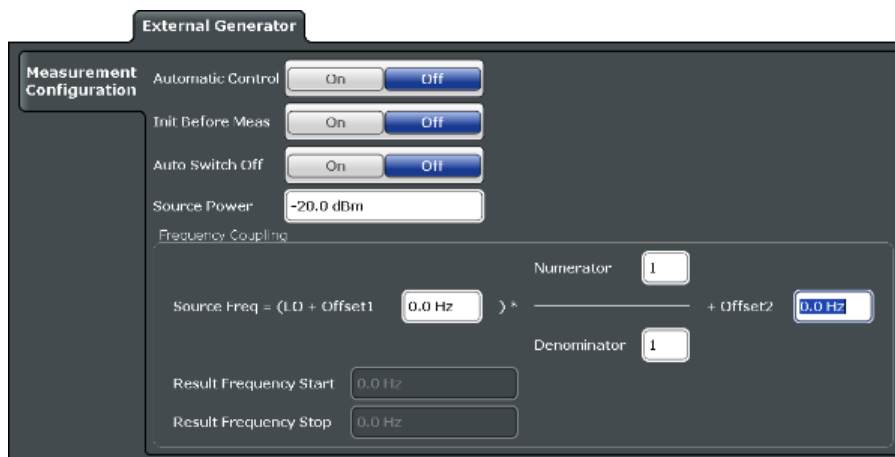 External Generator
Measurement Configuration
Automatic Control On Off
Init Before Meas On Off
Auto Switch Off On Off
Source Power -20.0 dBm
Frequency Coupling
Numerator 1
Source Freq = (LO + Offset1 0.0 Hz ) * + Offset2 0.0 Hz
Denominator 1
Result Frequency Start 0.0 Hz
Result Frequency Stop 0.0 Hz